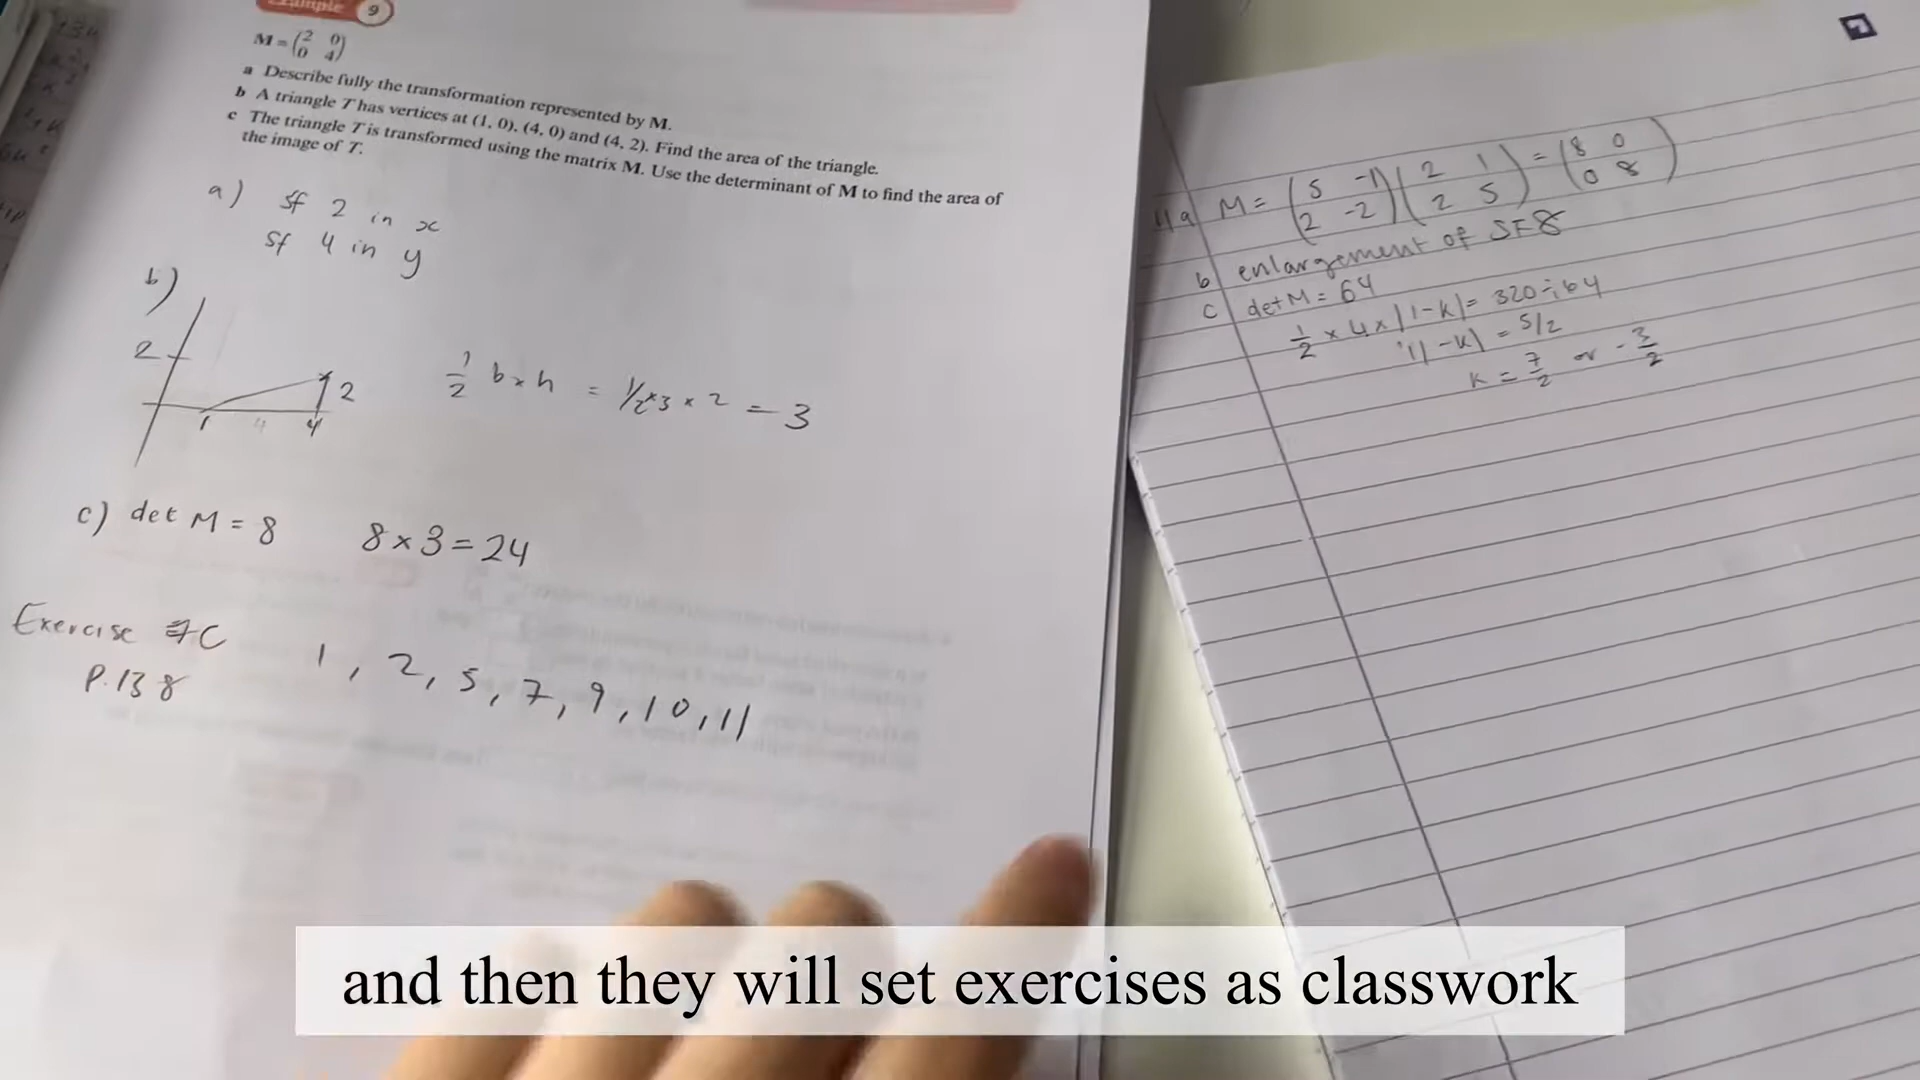 Example 9
M = (2 0
0 4)
a Describe fully the transformation represented by M.
b A triangle T has vertices at (1, 0), (4, 0) and (4, 2). Find the area of the triangle.
c The triangle T is transformed using the matrix M. Use the determinant of M to find the area of
the image of T.
a) sf 2 in x
sf 4 in y
b)
2
2
1 4
1/2 b × h = 1/2 × 3 × 2 = 3
c) det M = 8 8 × 3 = 24
Exercise 7C
P. 138
1, 2, 5, 7, 9, 10, 11
11a M = (5 -1
2 -2) (2 1
2 5) = (8 0
0 8)
b enlargement of SF 8
c det M = 64
1/2 × 4 × |1-k| = 320 ÷ 64
|1-k| = 5/2
k = 7/2 or -3/2
and then they will set exercises as classwork